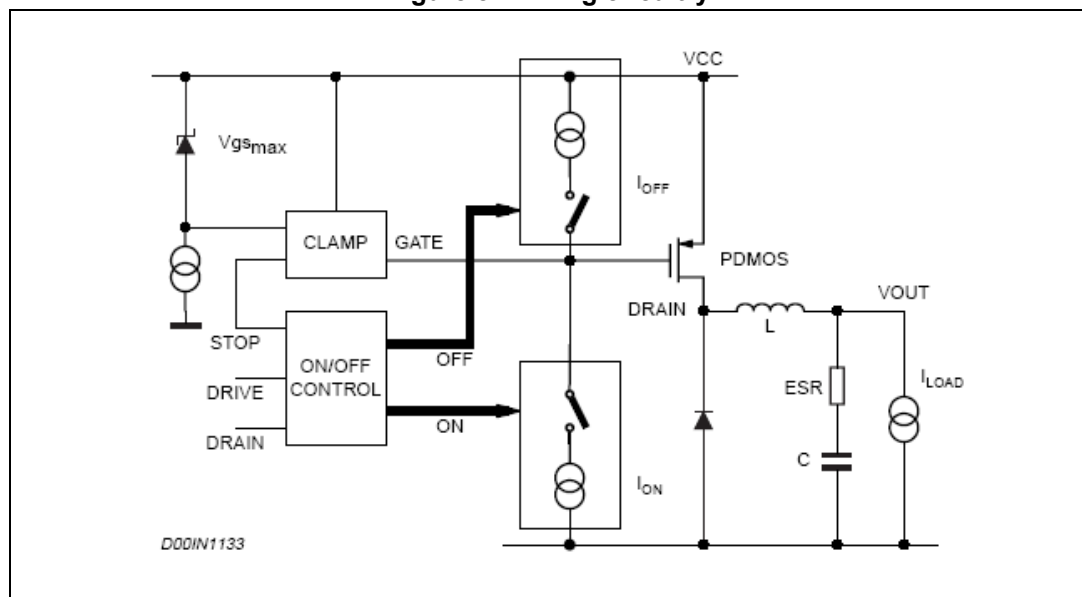 VCC
Vgsmax
IOFF
CLAMP
GATE
PDMOS
DRAIN
VOUT
L
STOP
OFF
ON/OFF
CONTROL
ESR
ILOAD
DRIVE
ON
DRAIN
C
ION
D00IN1133